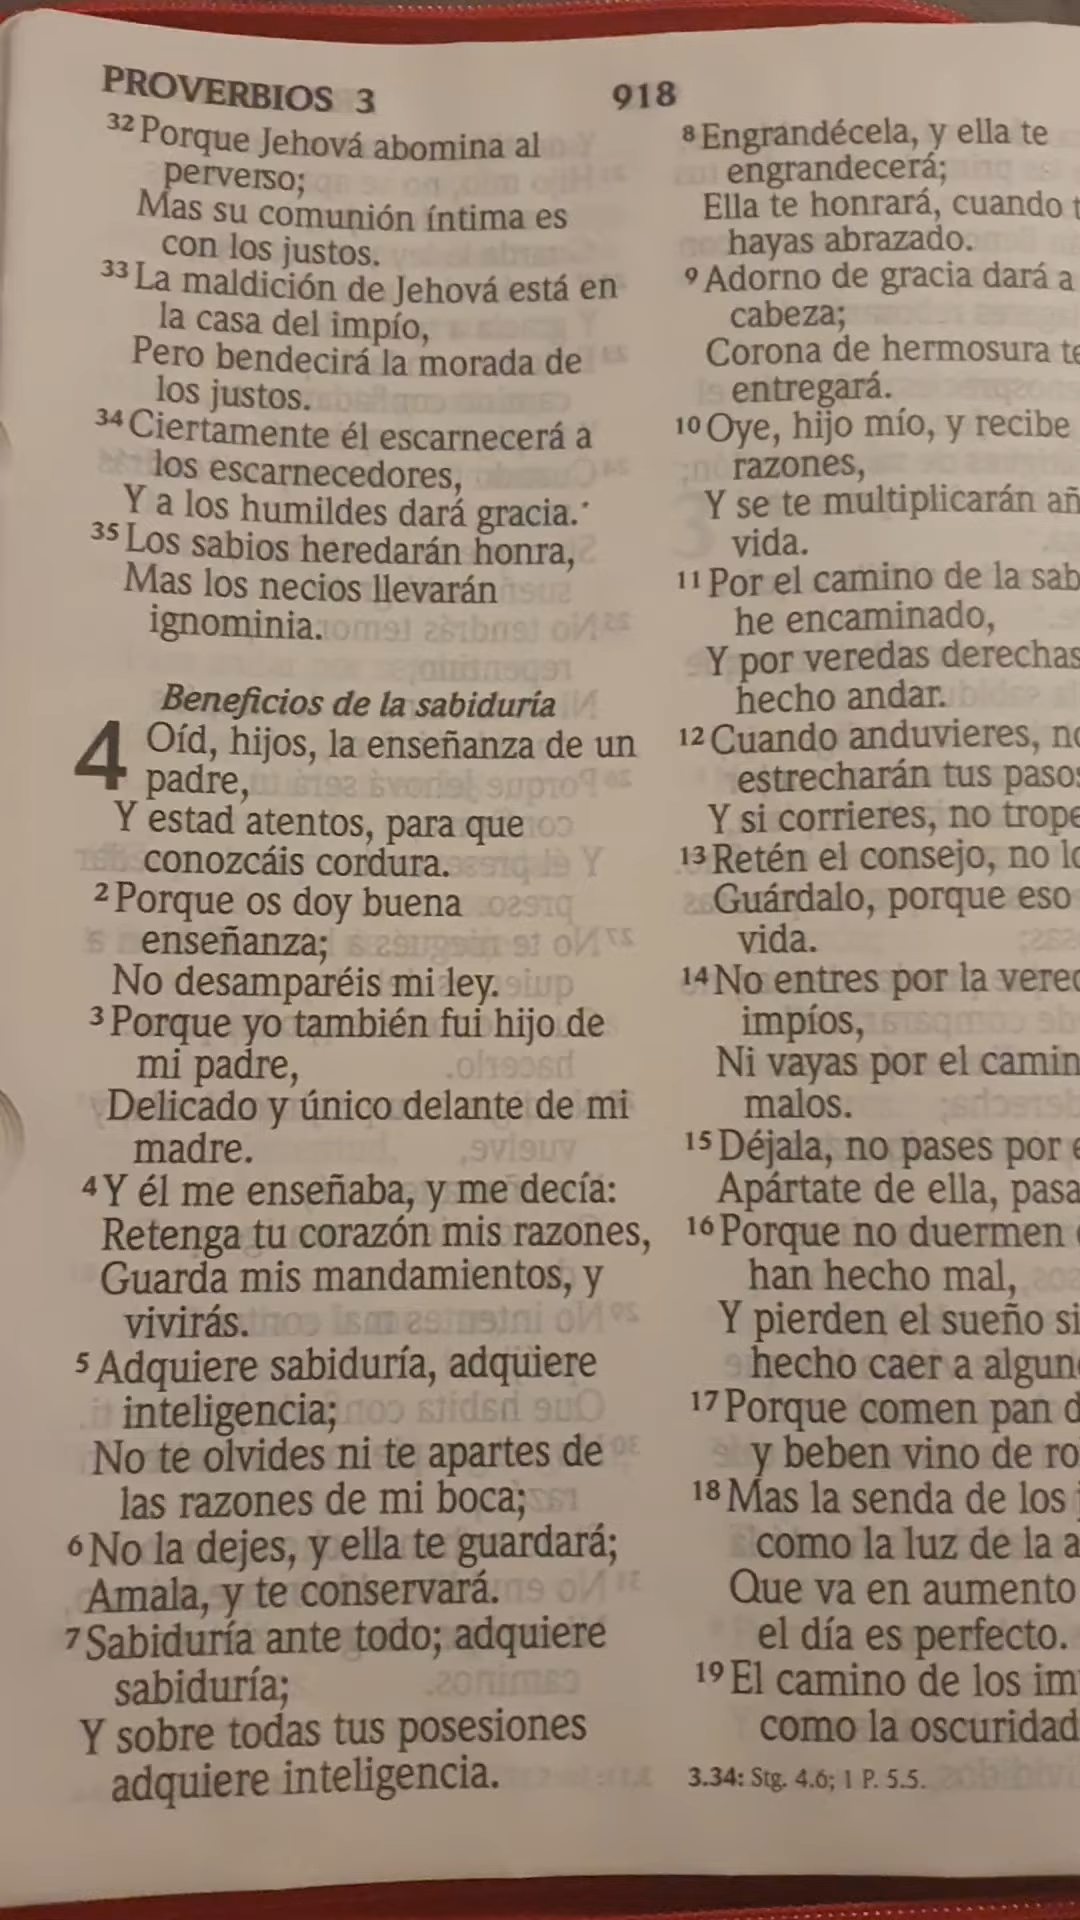 PROVERBIOS 3
918
32 Porque Jehová abomina al
perverso;
Mas su comunión íntima es
con los justos.
33 La maldición de Jehová está en
la casa del impío,
Pero bendecirá la morada de
los justos.
34 Ciertamente él escarnecerá a
los escarnecedores,
Y a los humildes dará gracia.*
35 Los sabios heredarán honra,
Mas los necios llevarán
ignominia.
Beneficios de la sabiduría
4 Oíd, hijos, la enseñanza de un
padre,
Y estad atentos, para que
conozcáis cordura.
2 Porque os doy buena
enseñanza;
No desamparéis mi ley.
3 Porque yo también fui hijo de
mi padre,
Delicado y único delante de mi
madre.
4 Y él me enseñaba, y me decía:
Retenga tu corazón mis razones,
Guarda mis mandamientos, y
vivirás.
5 Adquiere sabiduría, adquiere
inteligencia;
No te olvides ni te apartes de
las razones de mi boca;
6 No la dejes, y ella te guardará;
Amala, y te conservará.
7 Sabiduría ante todo; adquiere
sabiduría;
Y sobre todas tus posesiones
adquiere inteligencia.
8 Engrandécela, y ella te
engrandecerá;
Ella te honrará, cuando
hayas abrazado.
9 Adorno de gracia dará a
cabeza;
Corona de hermosura te
entregará.
10 Oye, hijo mío, y recibe
razones,
Y se te multiplicarán
vida.
11 Por el camino de la
he encaminado,
Y por veredas derechas
hecho andar.
12 Cuando anduvieres,
estrecharán tus pasos
Y si corrieres, no
13 Retén el consejo, no
Guárdalo, porque eso
vida.
14 No entres por la
impíos,
Ni vayas por el
malos.
15 Déjala, no pases por
Apártate de ella, pasa
16 Porque no duermen
han hecho mal,
Y pierden el sueño si
hecho caer a
17 Porque comen pan
y beben vino de
18 Mas la senda de los
como la luz de la
Que va en aumento
el día es perfecto.
19 El camino de los
como la oscuridad
3.34: Stg. 4.6; 1 P. 5.5.